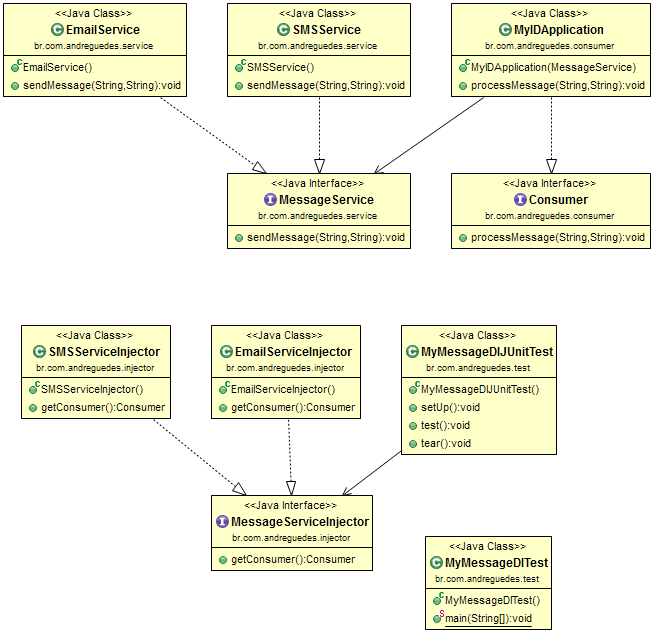 <<Java Class>>
EmailService
br.com.andreguedes.service
EmailService()
sendMessage(String,String):void
<<Java Class>>
SMSService
br.com.andreguedes.service
SMSService()
sendMessage(String,String):void
<<Java Class>>
MyIDApplication
br.com.andreguedes.consumer
MyIDApplication(MessageService)
processMessage(String,String):void
<<Java Interface>>
MessageService
br.com.andreguedes.service
sendMessage(String,String):void
<<Java Interface>>
Consumer
br.com.andreguedes.consumer
processMessage(String,String):void
<<Java Class>>
SMSServiceInjector
br.com.andreguedes.injector
SMSServiceInjector()
getConsumer():Consumer
<<Java Class>>
EmailServiceInjector
br.com.andreguedes.injector
EmailServiceInjector()
getConsumer():Consumer
<<Java Class>>
MyMessageDIJUnitTest
br.com.andreguedes.test
MyMessageDIJUnitTest()
setUp():void
test():void
tear():void
<<Java Interface>>
MessageServiceInjector
br.com.andreguedes.injector
getConsumer():Consumer
<<Java Class>>
MyMessageDITest
br.com.andreguedes.test
MyMessageDITest()
main(String[]):void